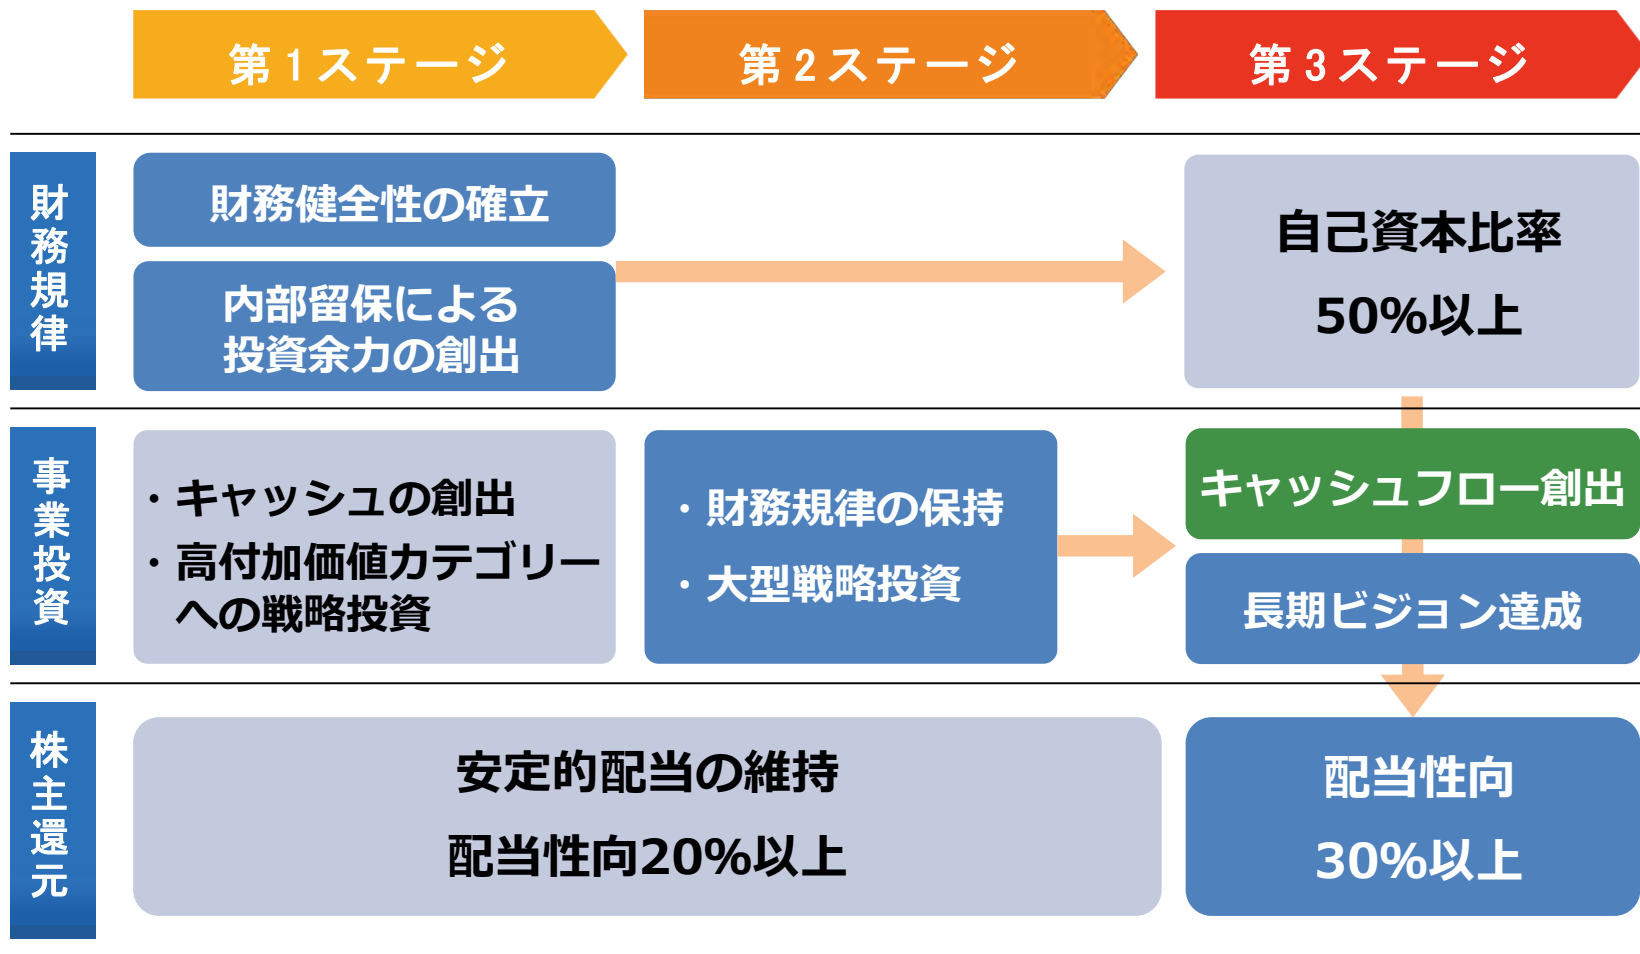 第1ステージ
第2ステージ
第3ステージ
財務規律
財務健全性の確立
内部留保による
投資余力の創出
自己資本比率
50%以上
事業投資
・キャッシュの創出
・高付加価値カテゴリー
への戦略投資
・財務規律の保持
・大型戦略投資
キャッシュフロー創出
長期ビジョン達成
株主還元
安定的配当の維持
配当性向20%以上
配当性向
30%以上